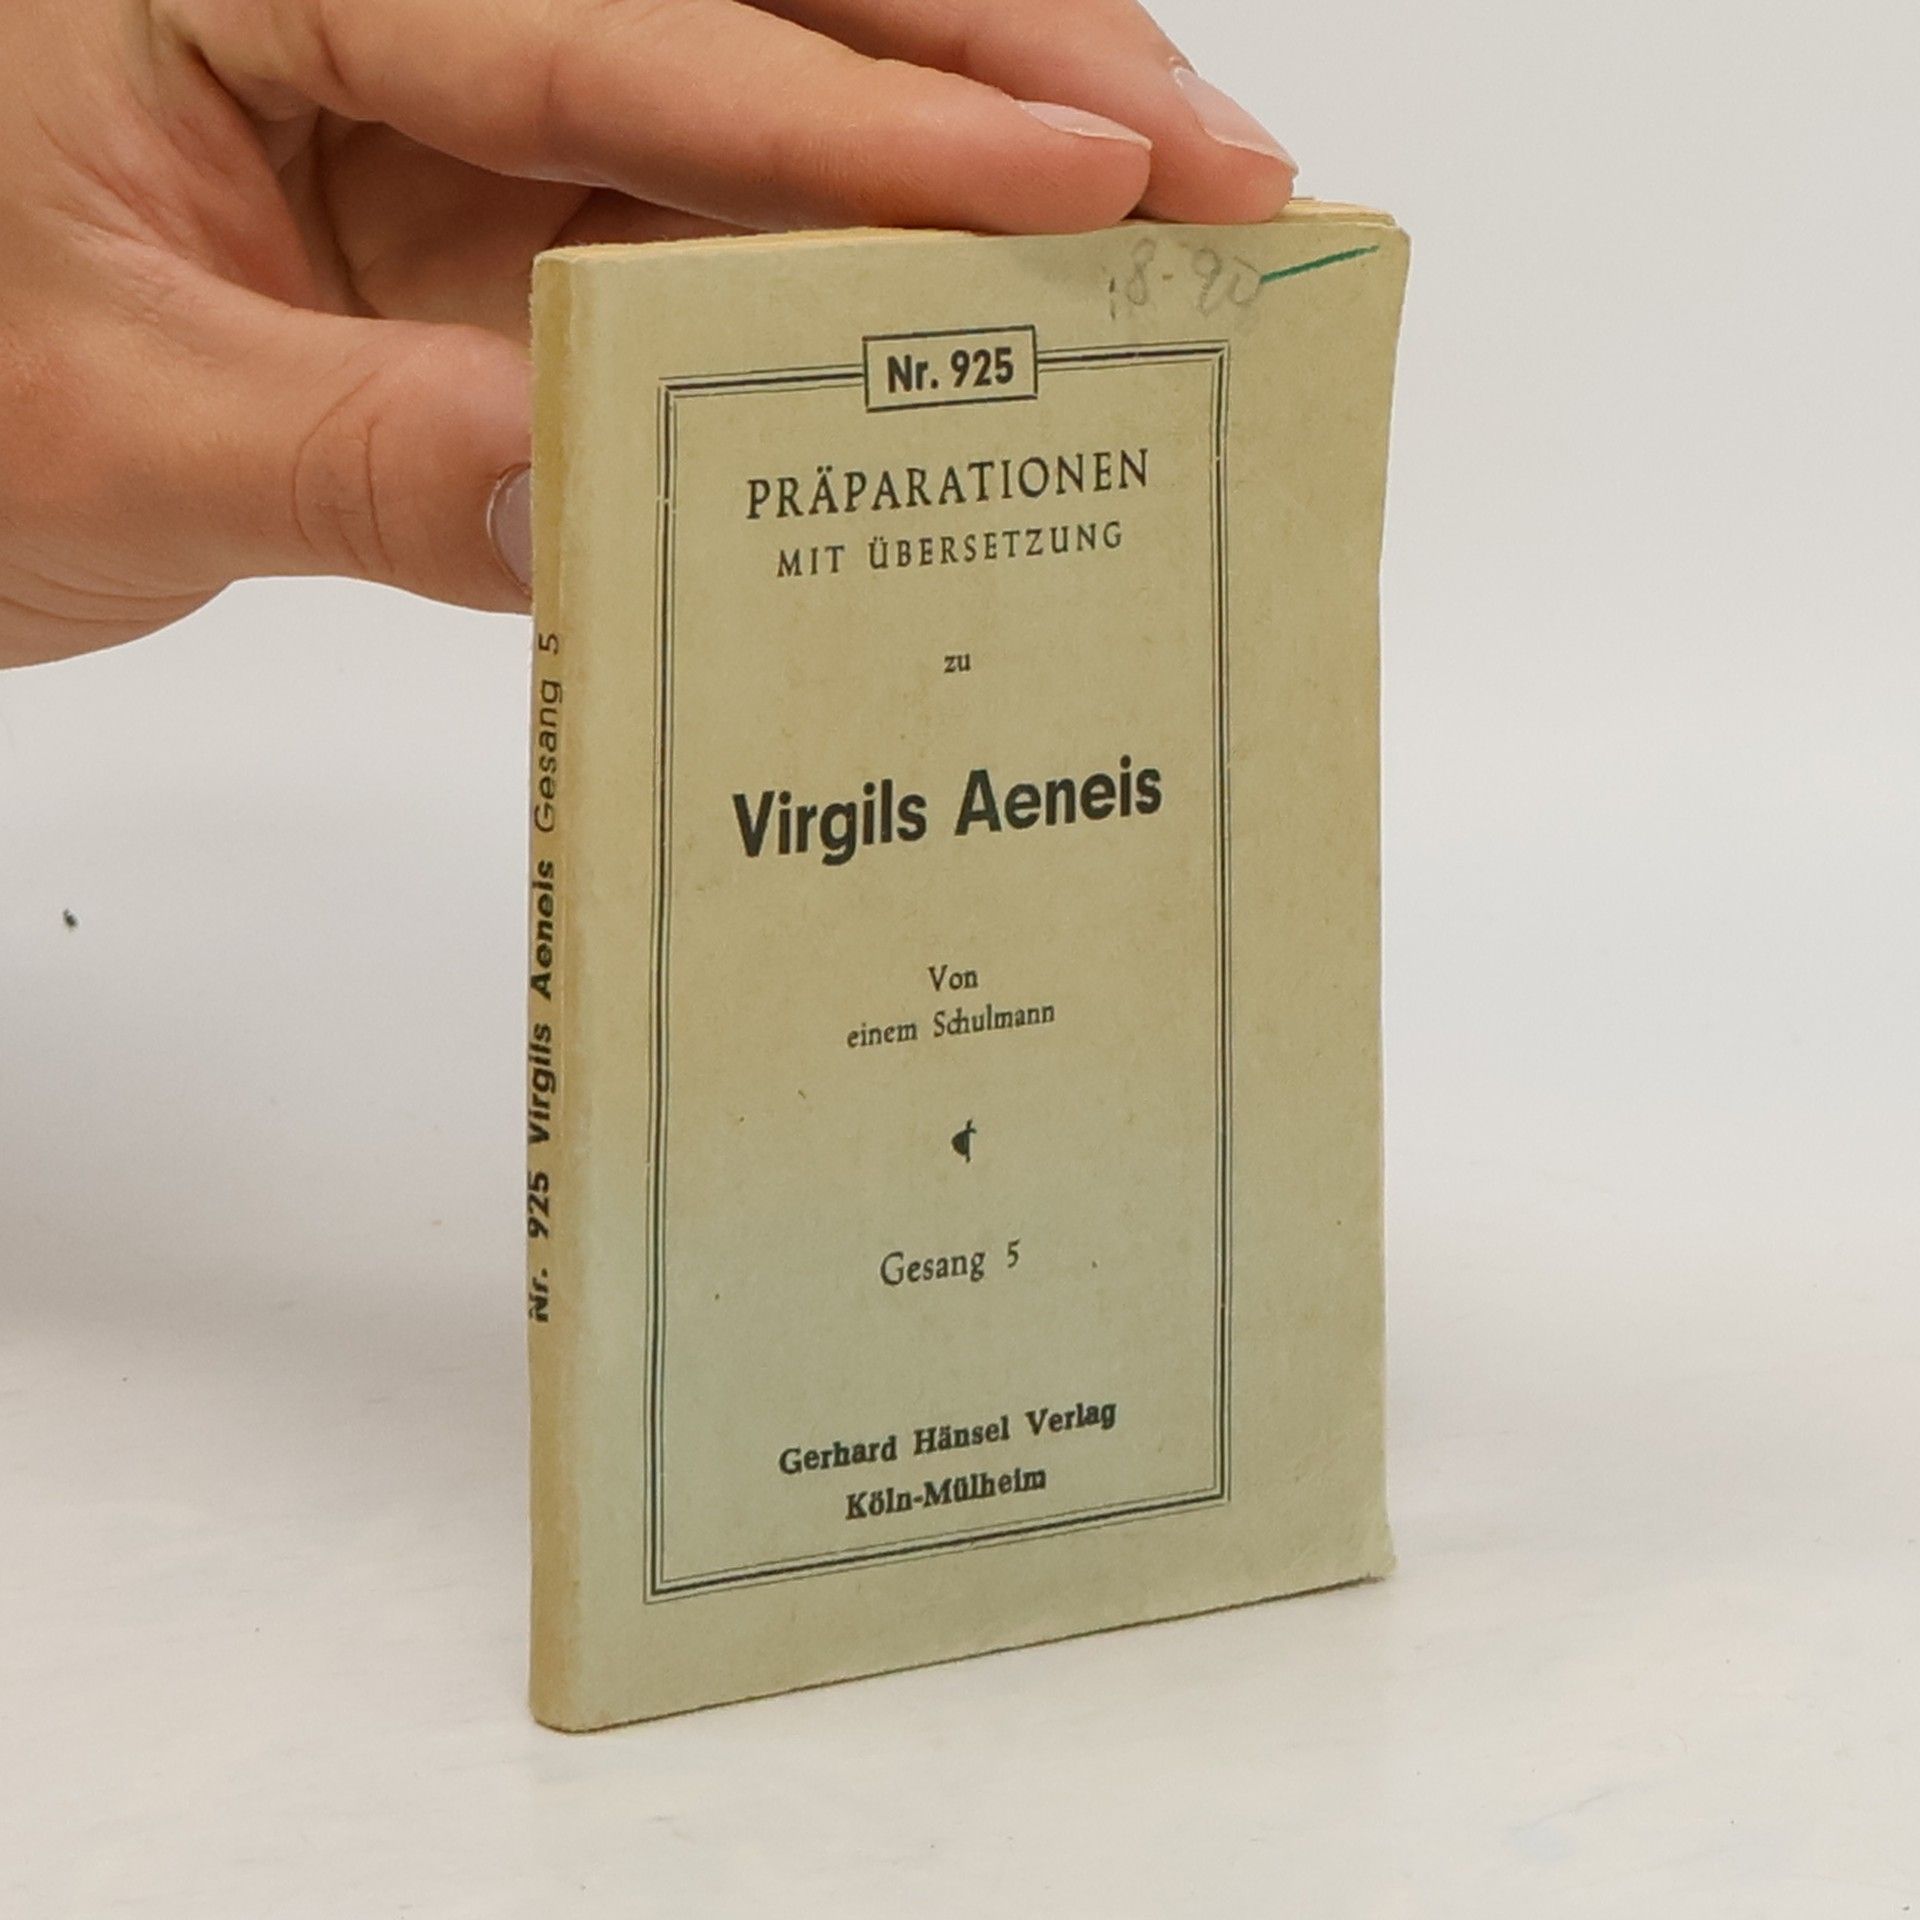 Nr. 925
PRÄPARATIONEN
MIT ÜBERSETZUNG
zu
Virgils Aeneis
Von
einem Schulmann
Gesang 5
Gerhard Hänsel Verlag
Köln-Mülheim
Nr. 925 Virgils Aeneis Gesang 5